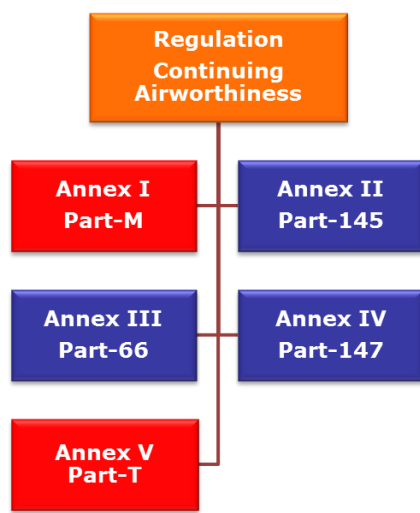 Regulation
Continuing
Airworthiness
Annex I
Part-M
Annex II
Part-145
Annex III
Part-66
Annex IV
Part-147
Annex V
Part-T